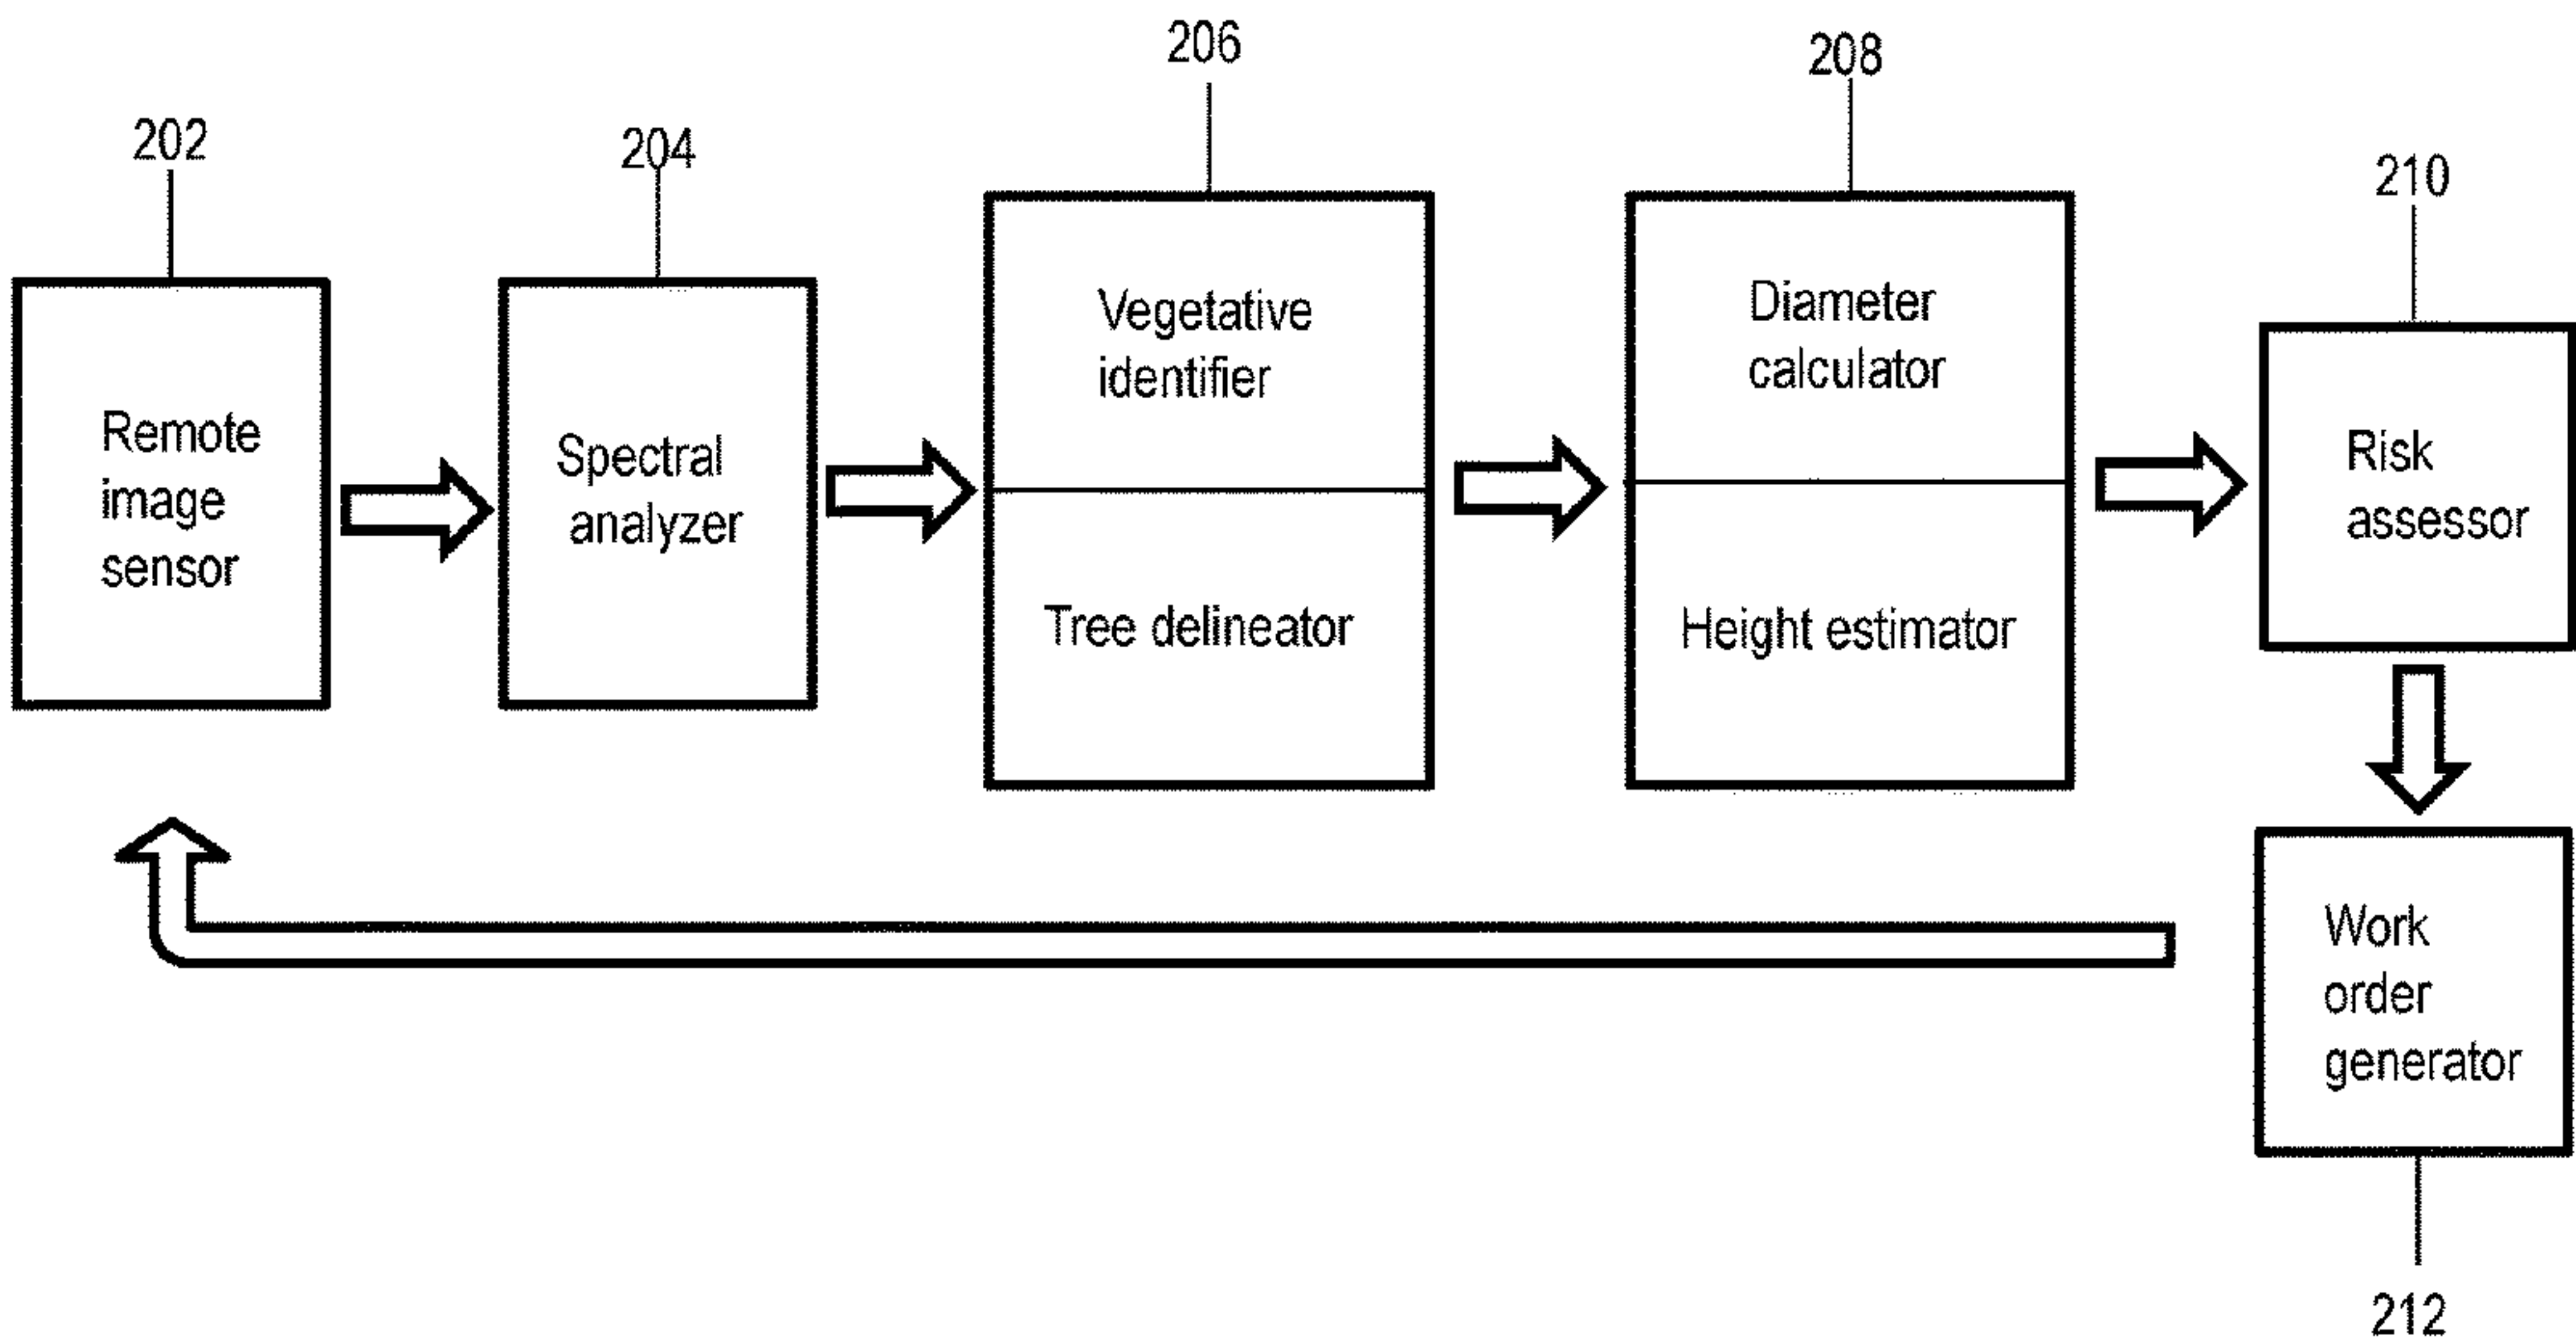 206
208
202
204
210
Vegetative
identifier
Diameter
calculator
Remote
image
sensor
Spectral
analyzer
Risk
assessor
Tree delineator
Height estimator
Work
order
generator
212